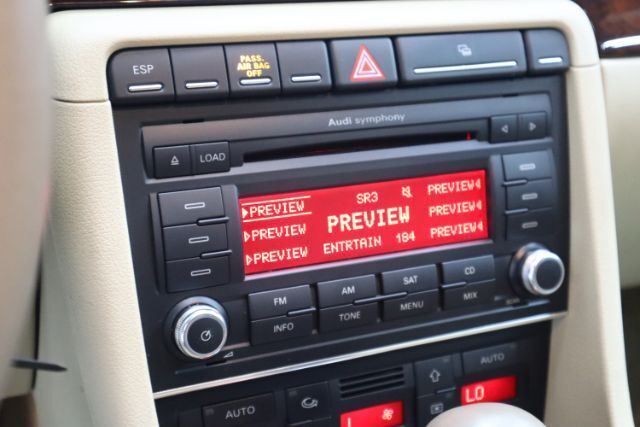 ESP
PASS.
AIR BAG
OFF
Audi symphony
LOAD
PREVIEW SR3 PREVIEW
PREVIEW PREVIEW PREVIEW
PREVIEW ENTRTAIN 184 PREVIEW
FM AM SAT CD
INFO TONE MENU MIX
SCAN
AUTO AUTO
LO